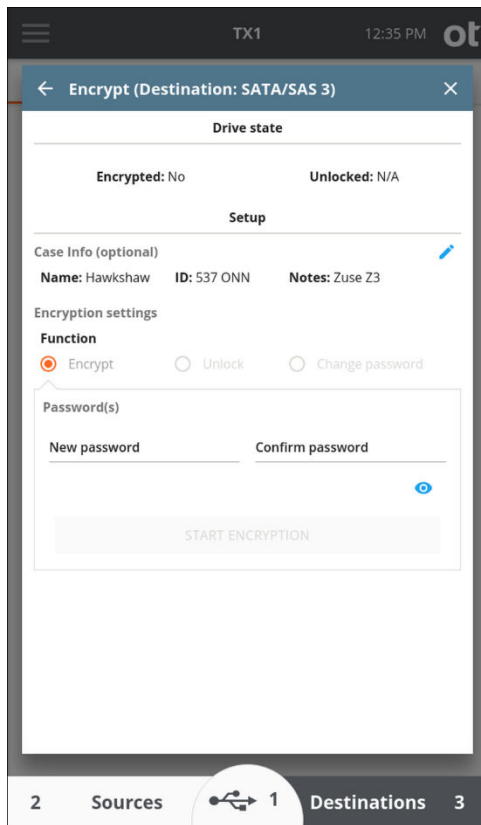 TX1 12:35 PM ot
Encrypt (Destination: SATA/SAS 3)
Drive state
Encrypted: No Unlocked: N/A
Setup
Case Info (optional)
Name: Hawkshaw ID: 537 ONN Notes: Zuse Z3
Encryption settings
Function
Encrypt Unlock Change password
Password(s)
New password Confirm password
START ENCRYPTION
2 Sources 1 Destinations 3